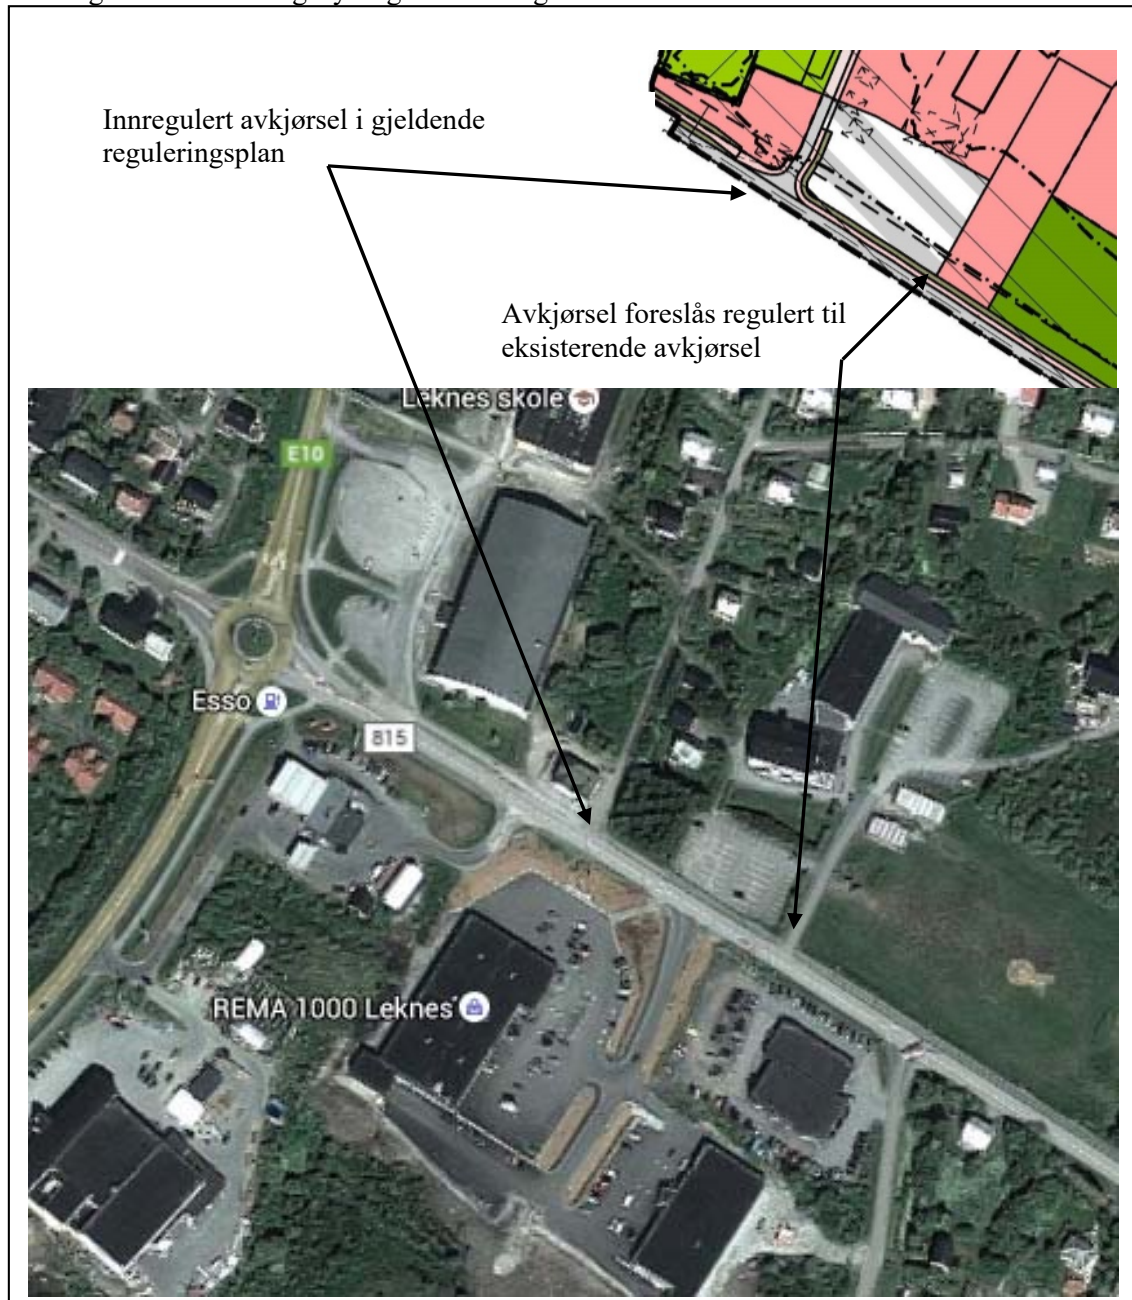 Innregulert avkjørsel i gjeldende
reguleringsplan
Avkjørsel foreslås regulert til
eksisterende avkjørsel
Leknes skole
E10
Esso
815
REMA 1000 Leknes